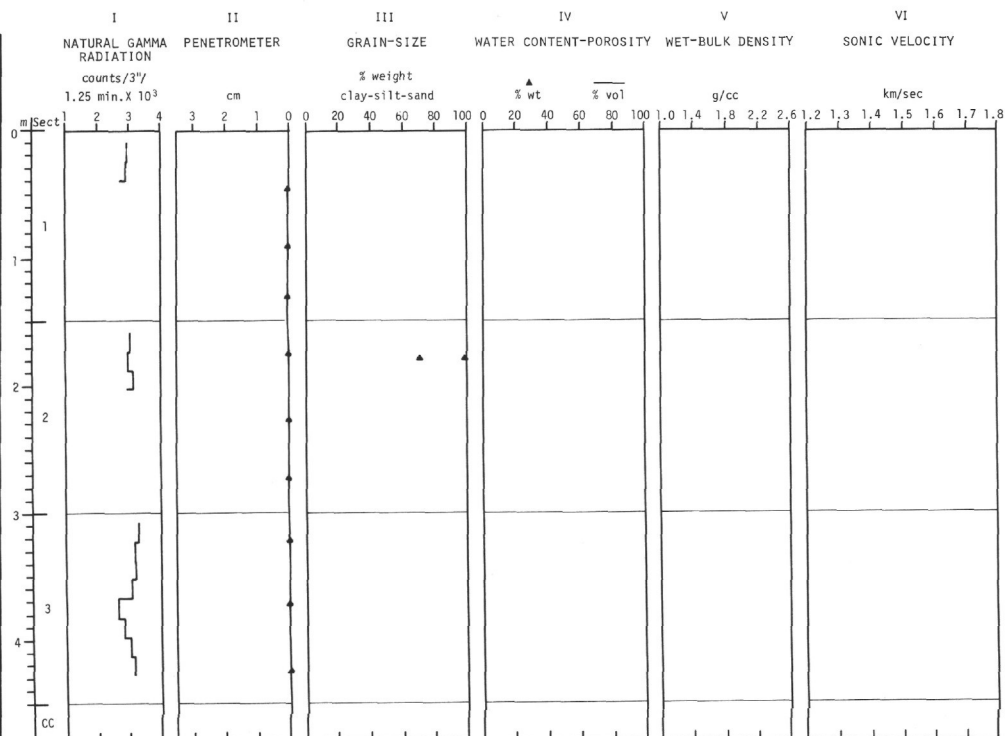 I II III IV V VI
NATURAL GAMMA PENETROMETER GRAIN-SIZE WATER CONTENT-POROSITY WET-BULK DENSITY SONIC VELOCITY
RADIATION
counts/3"/ % weight
1.25 min.X 10³ cm clay-silt-sand % wt % vol g/cc km/sec
m Sect 1 2 3 4 3 2 1 0 0 20 40 60 80 100 0 20 40 60 80 100 1.0 1.4 1.8 2.2 2.6 1.2 1.3 1.4 1.5 1.6 1.7 1.8
0
1
1
2
2
3
3
4
CC